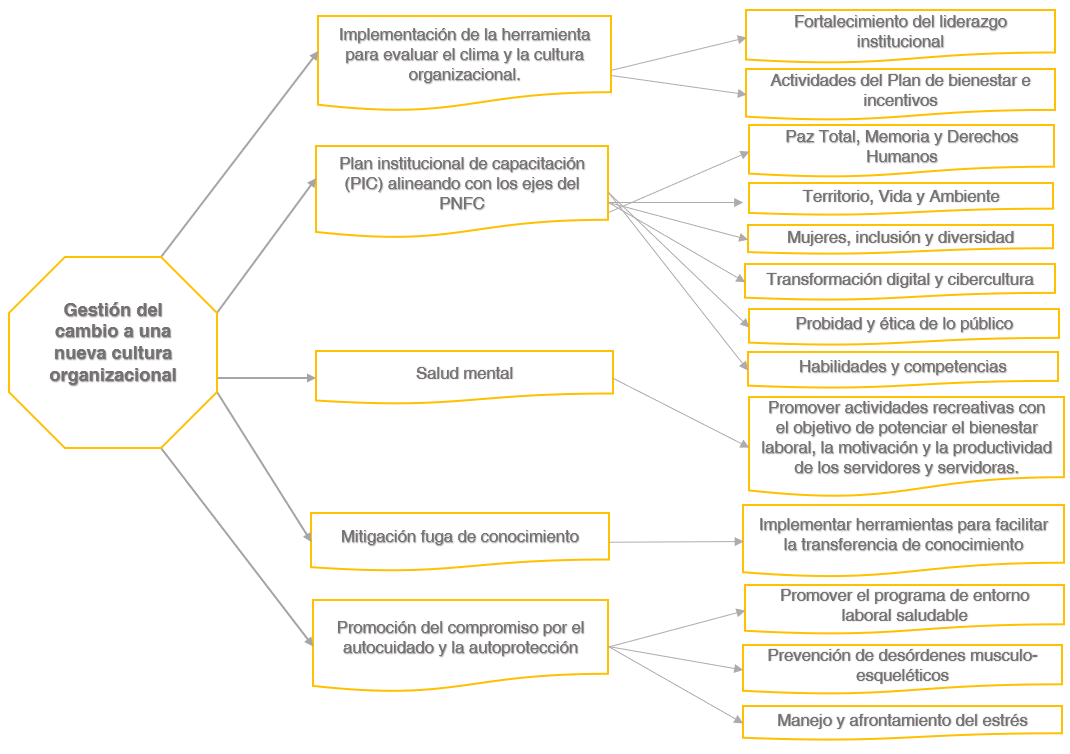 Gestión del
cambio a una
nueva cultura
organizacional
Implementación de la herramienta
para evaluar el clima y la cultura
organizacional.
Fortalecimiento del liderazgo
institucional
Actividades del Plan de bienestar e
incentivos
Plan institucional de capacitación
(PIC) alineando con los ejes del
PNFC
Paz Total, Memoria y Derechos
Humanos
Territorio, Vida y Ambiente
Mujeres, inclusión y diversidad
Transformación digital y cibercultura
Probidad y ética de lo público
Habilidades y competencias
Salud mental
Promover actividades recreativas con
el objetivo de potenciar el bienestar
laboral, la motivación y la productividad
de los servidores y servidoras.
Mitigación fuga de conocimiento
Implementar herramientas para facilitar
la transferencia de conocimiento
Promoción del compromiso por el
autocuidado y la autoprotección
Promover el programa de entorno
laboral saludable
Prevención de desórdenes musculo-
esqueléticos
Manejo y afrontamiento del estrés